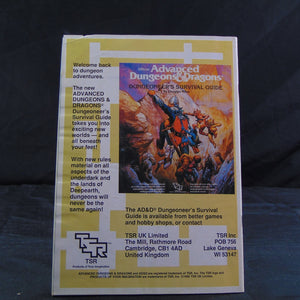 Welcome back
to dungeon
adventures.
The new
ADVANCED
DUNGEONS &
DRAGONS®
Dungeoneer's
Survival Guide
takes you into
exciting new
worlds — and
all beneath
your feet!
With new rules
material on all
aspects of the
underdark and
the lands of
Deepearth,
dungeons will
never be the
same again!
Advanced
Dungeons & Dragons
DUNGEONEER'S SURVIVAL GUIDE
The AD&D® Dungeoneer's Survival
Guide is available from better games
and hobby shops, or contact
TSR UK Limited
The Mill, Rathmore Road
Cambridge, CB1 4AD
United Kingdom
TSR Inc
POB 756
Lake Geneva
WI 53147
TSR
Products of Your Imagination